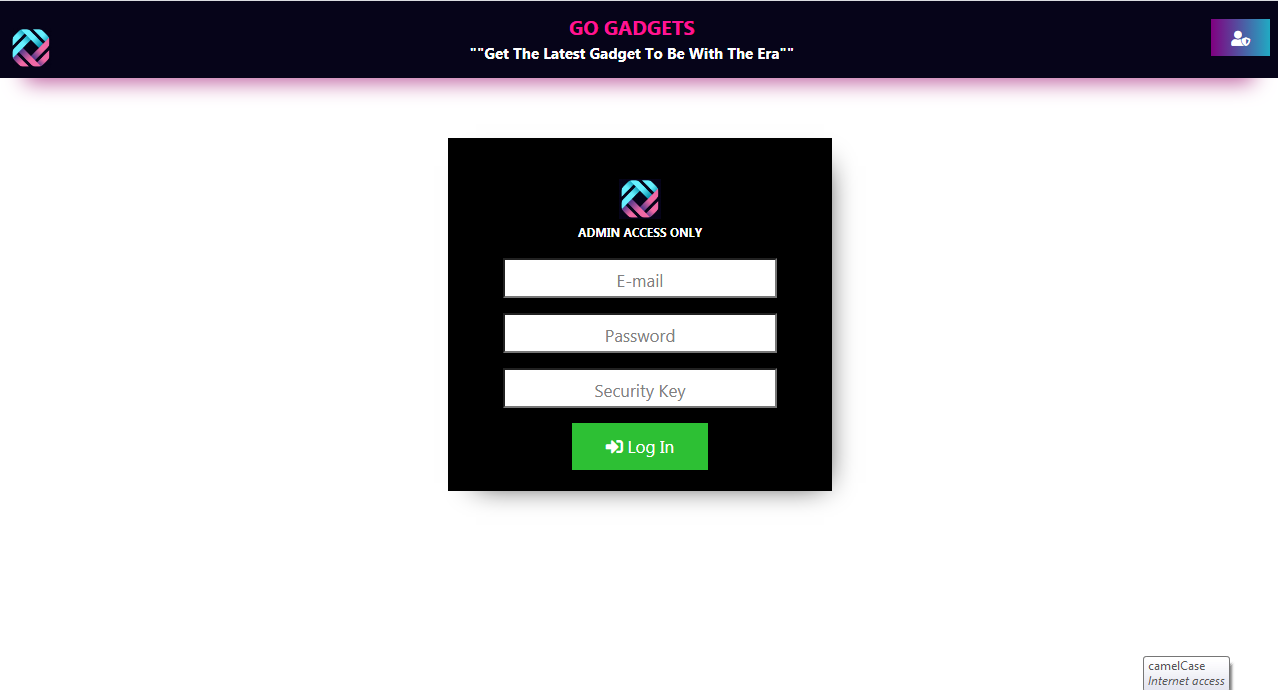 GO GADGETS
""Get The Latest Gadget To Be With The Era""
ADMIN ACCESS ONLY
E-mail
Password
Security Key
Log In
camelCase
Internet access